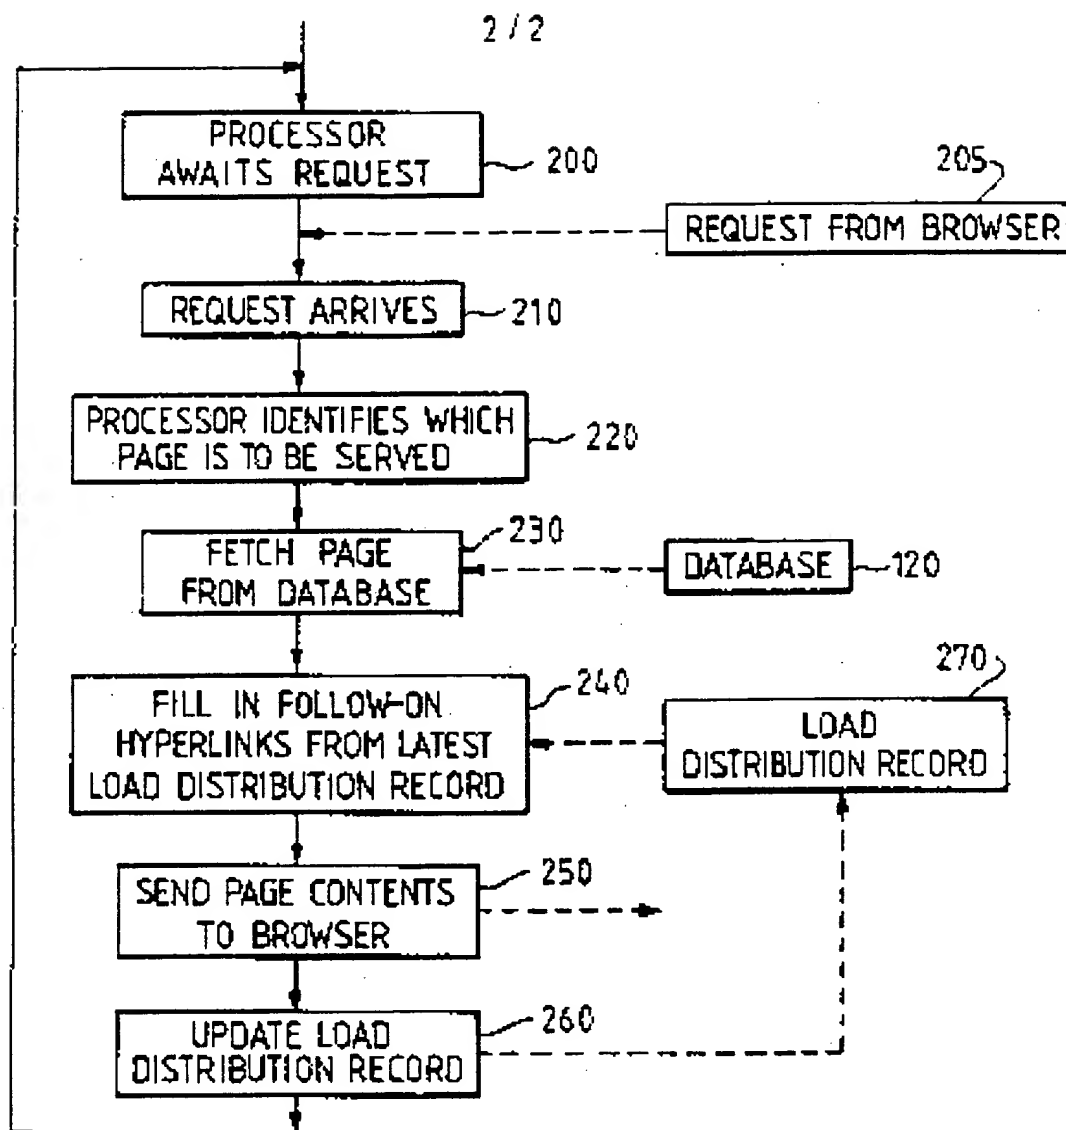 2/2
PROCESSOR
AWAITS REQUEST
200
205
REQUEST FROM BROWSER
REQUEST ARRIVES
210
PROCESSOR IDENTIFIES WHICH
PAGE IS TO BE SERVED
220
230
FETCH PAGE
FROM DATABASE
DATABASE
120
240
FILL IN FOLLOW-ON
HYPERLINKS FROM LATEST
LOAD DISTRIBUTION RECORD
270
LOAD
DISTRIBUTION RECORD
250
SEND PAGE CONTENTS
TO BROWSER
260
UPDATE LOAD
DISTRIBUTION RECORD